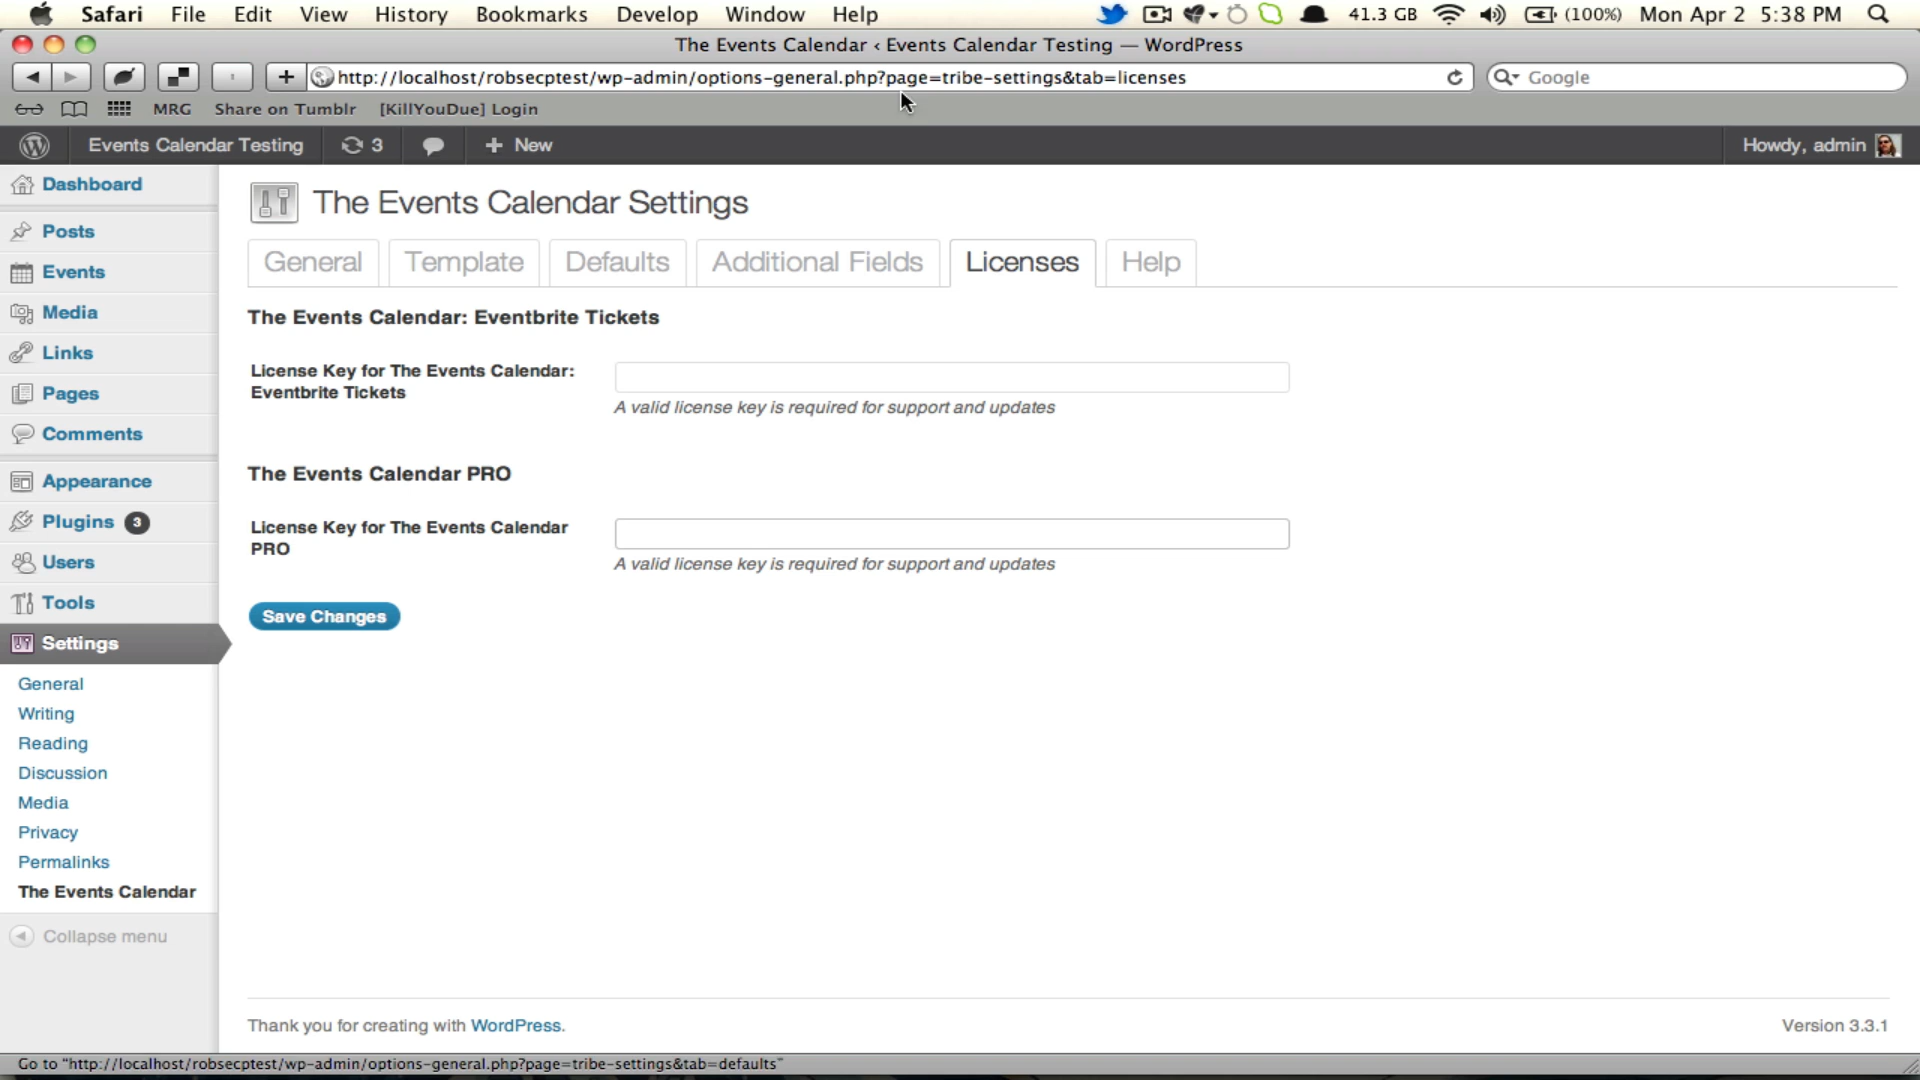 Safari File Edit View History Bookmarks Develop Window Help 41.3 GB (100%) Mon Apr 2 5:38 PM
The Events Calendar ‹ Events Calendar Testing — WordPress
http://localhost/robsecptest/wp-admin/options-general.php?page=tribe-settings&tab=licenses Google
MRG Share on Tumblr [KillYouDue] Login
Events Calendar Testing 3 + New Howdy, admin
Dashboard
Posts
Events
Media
Links
Pages
Comments
Appearance
Plugins 3
Users
Tools
Settings
General
Writing
Reading
Discussion
Media
Privacy
Permalinks
The Events Calendar
Collapse menu
The Events Calendar Settings
General Template Defaults Additional Fields Licenses Help
The Events Calendar: Eventbrite Tickets
License Key for The Events Calendar:
Eventbrite Tickets
A valid license key is required for support and updates
The Events Calendar PRO
License Key for The Events Calendar
PRO
A valid license key is required for support and updates
Save Changes
Thank you for creating with WordPress. Version 3.3.1
Go to "http://localhost/robsecptest/wp-admin/options-general.php?page=tribe-settings&tab=defaults"